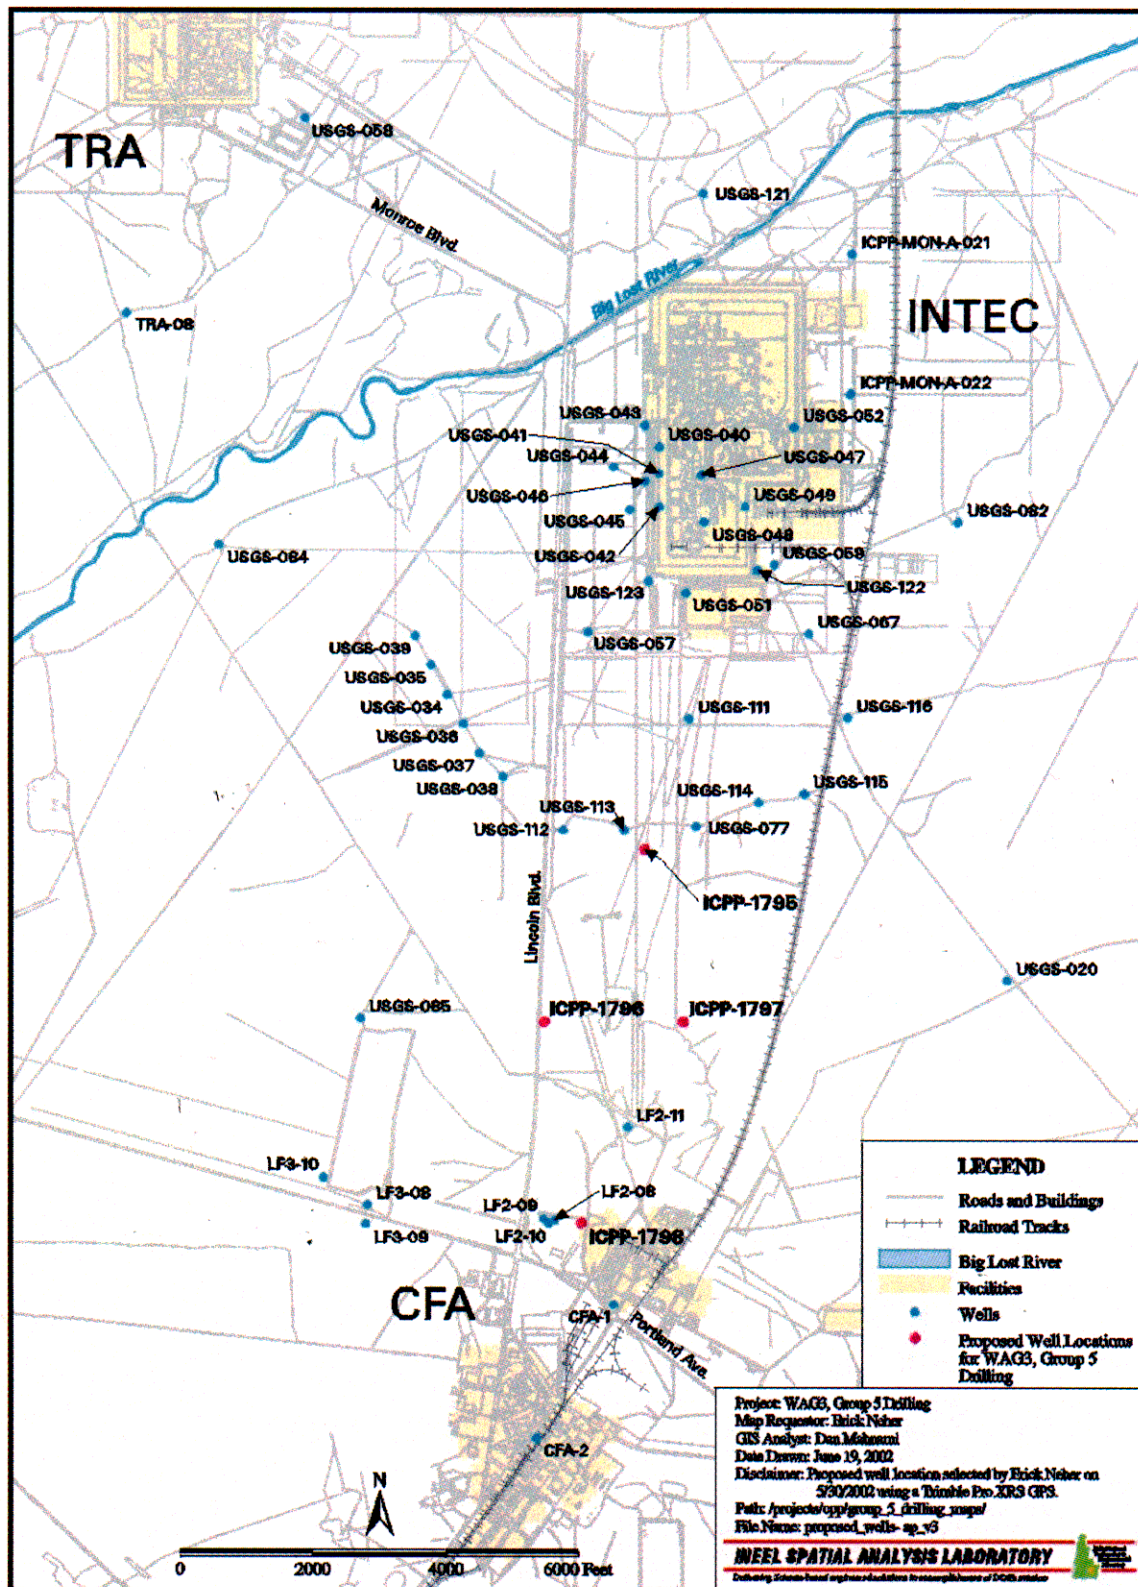 TRA
USGS-058
Monroe Blvd.
USGS-121
ICPP-MON-A-021
Big Lost River
TRA-08
INTEC
ICPP-MON-A-022
USGS-043
USGS-052
USGS-041
USGS-040
USGS-044
USGS-047
USGS-046
USGS-049
USGS-045
USGS-082
USGS-048
USGS-042
USGS-084
USGS-059
USGS-122
USGS-123
USGS-051
USGS-067
USGS-057
USGS-039
USGS-035
USGS-034
USGS-111
USGS-116
USGS-036
USGS-037
USGS-038
USGS-114
USGS-115
USGS-113
USGS-112
USGS-077
ICPP-1795
Lincoln Blvd.
USGS-020
USGS-085
ICPP-1796
ICPP-1797
LF2-11
LF3-10
LF3-08
LF2-09
LF2-08
LF3-09
LF2-10
ICPP-1798
CFA
CFA-1
Portland Ave.
CFA-2
LEGEND
Roads and Buildings
Railroad Tracks
Big Lost River
Facilities
Wells
Proposed Well Locations
for WAG3, Group 5
Drilling
Project: WAG3, Group 5 Drilling
Map Requestor: Erick Neher
GIS Analyst: Dan Mahnami
Date Drawn: June 19, 2002
Disclaimer: Proposed well location selected by Erick Neher on
5/30/2002 using a Trimble Pro XRS GPS.
Path: /projects/cpp/group_5_drilling_maps/
File Name: proposed_wells-ap_v3
INEEL SPATIAL ANALYSIS LABORATORY
N
0 2000 4000 6000 Feet